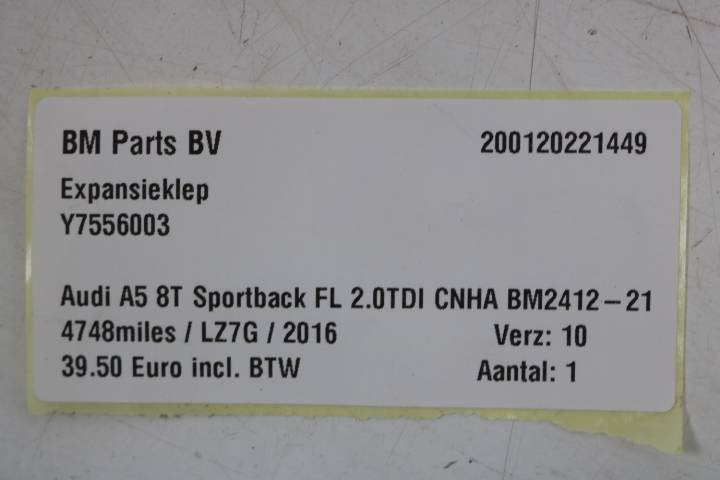 BM Parts BV 200120221449
Expansieklep
Y7556003
Audi A5 8T Sportback FL 2.0TDI CNHA BM2412-21
4748miles / LZ7G / 2016 Verz: 10
39.50 Euro incl. BTW Aantal: 1